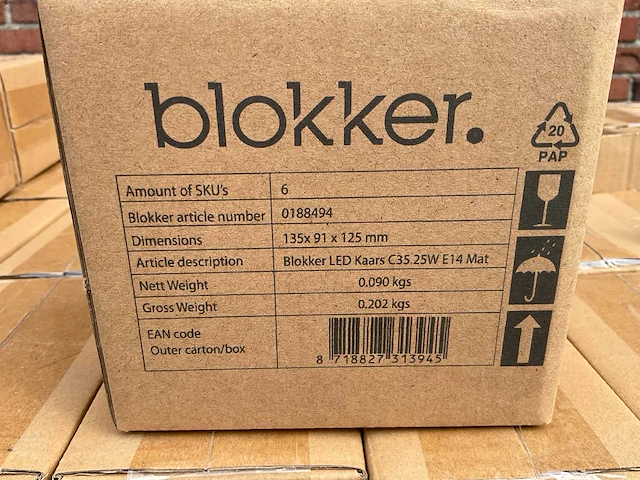 blokker.
20
PAP
Amount of SKU's 6
Blokker article number 0188494
Dimensions 135x 91 x 125 mm
Article description Blokker LED Kaars C35 25W E14 Mat
Nett Weight 0.090 kgs
Gross Weight 0.202 kgs
EAN code
Outer carton/box
8 718827 313945